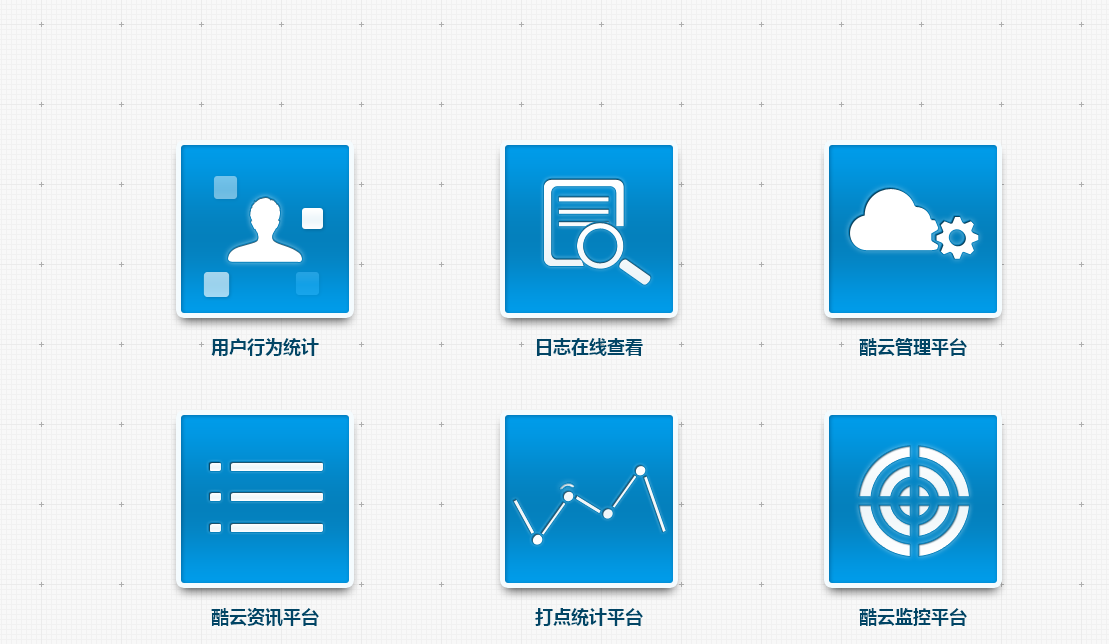 用户行为统计
日志在线查看
酷云管理平台
酷云资讯平台
打点统计平台
酷云监控平台